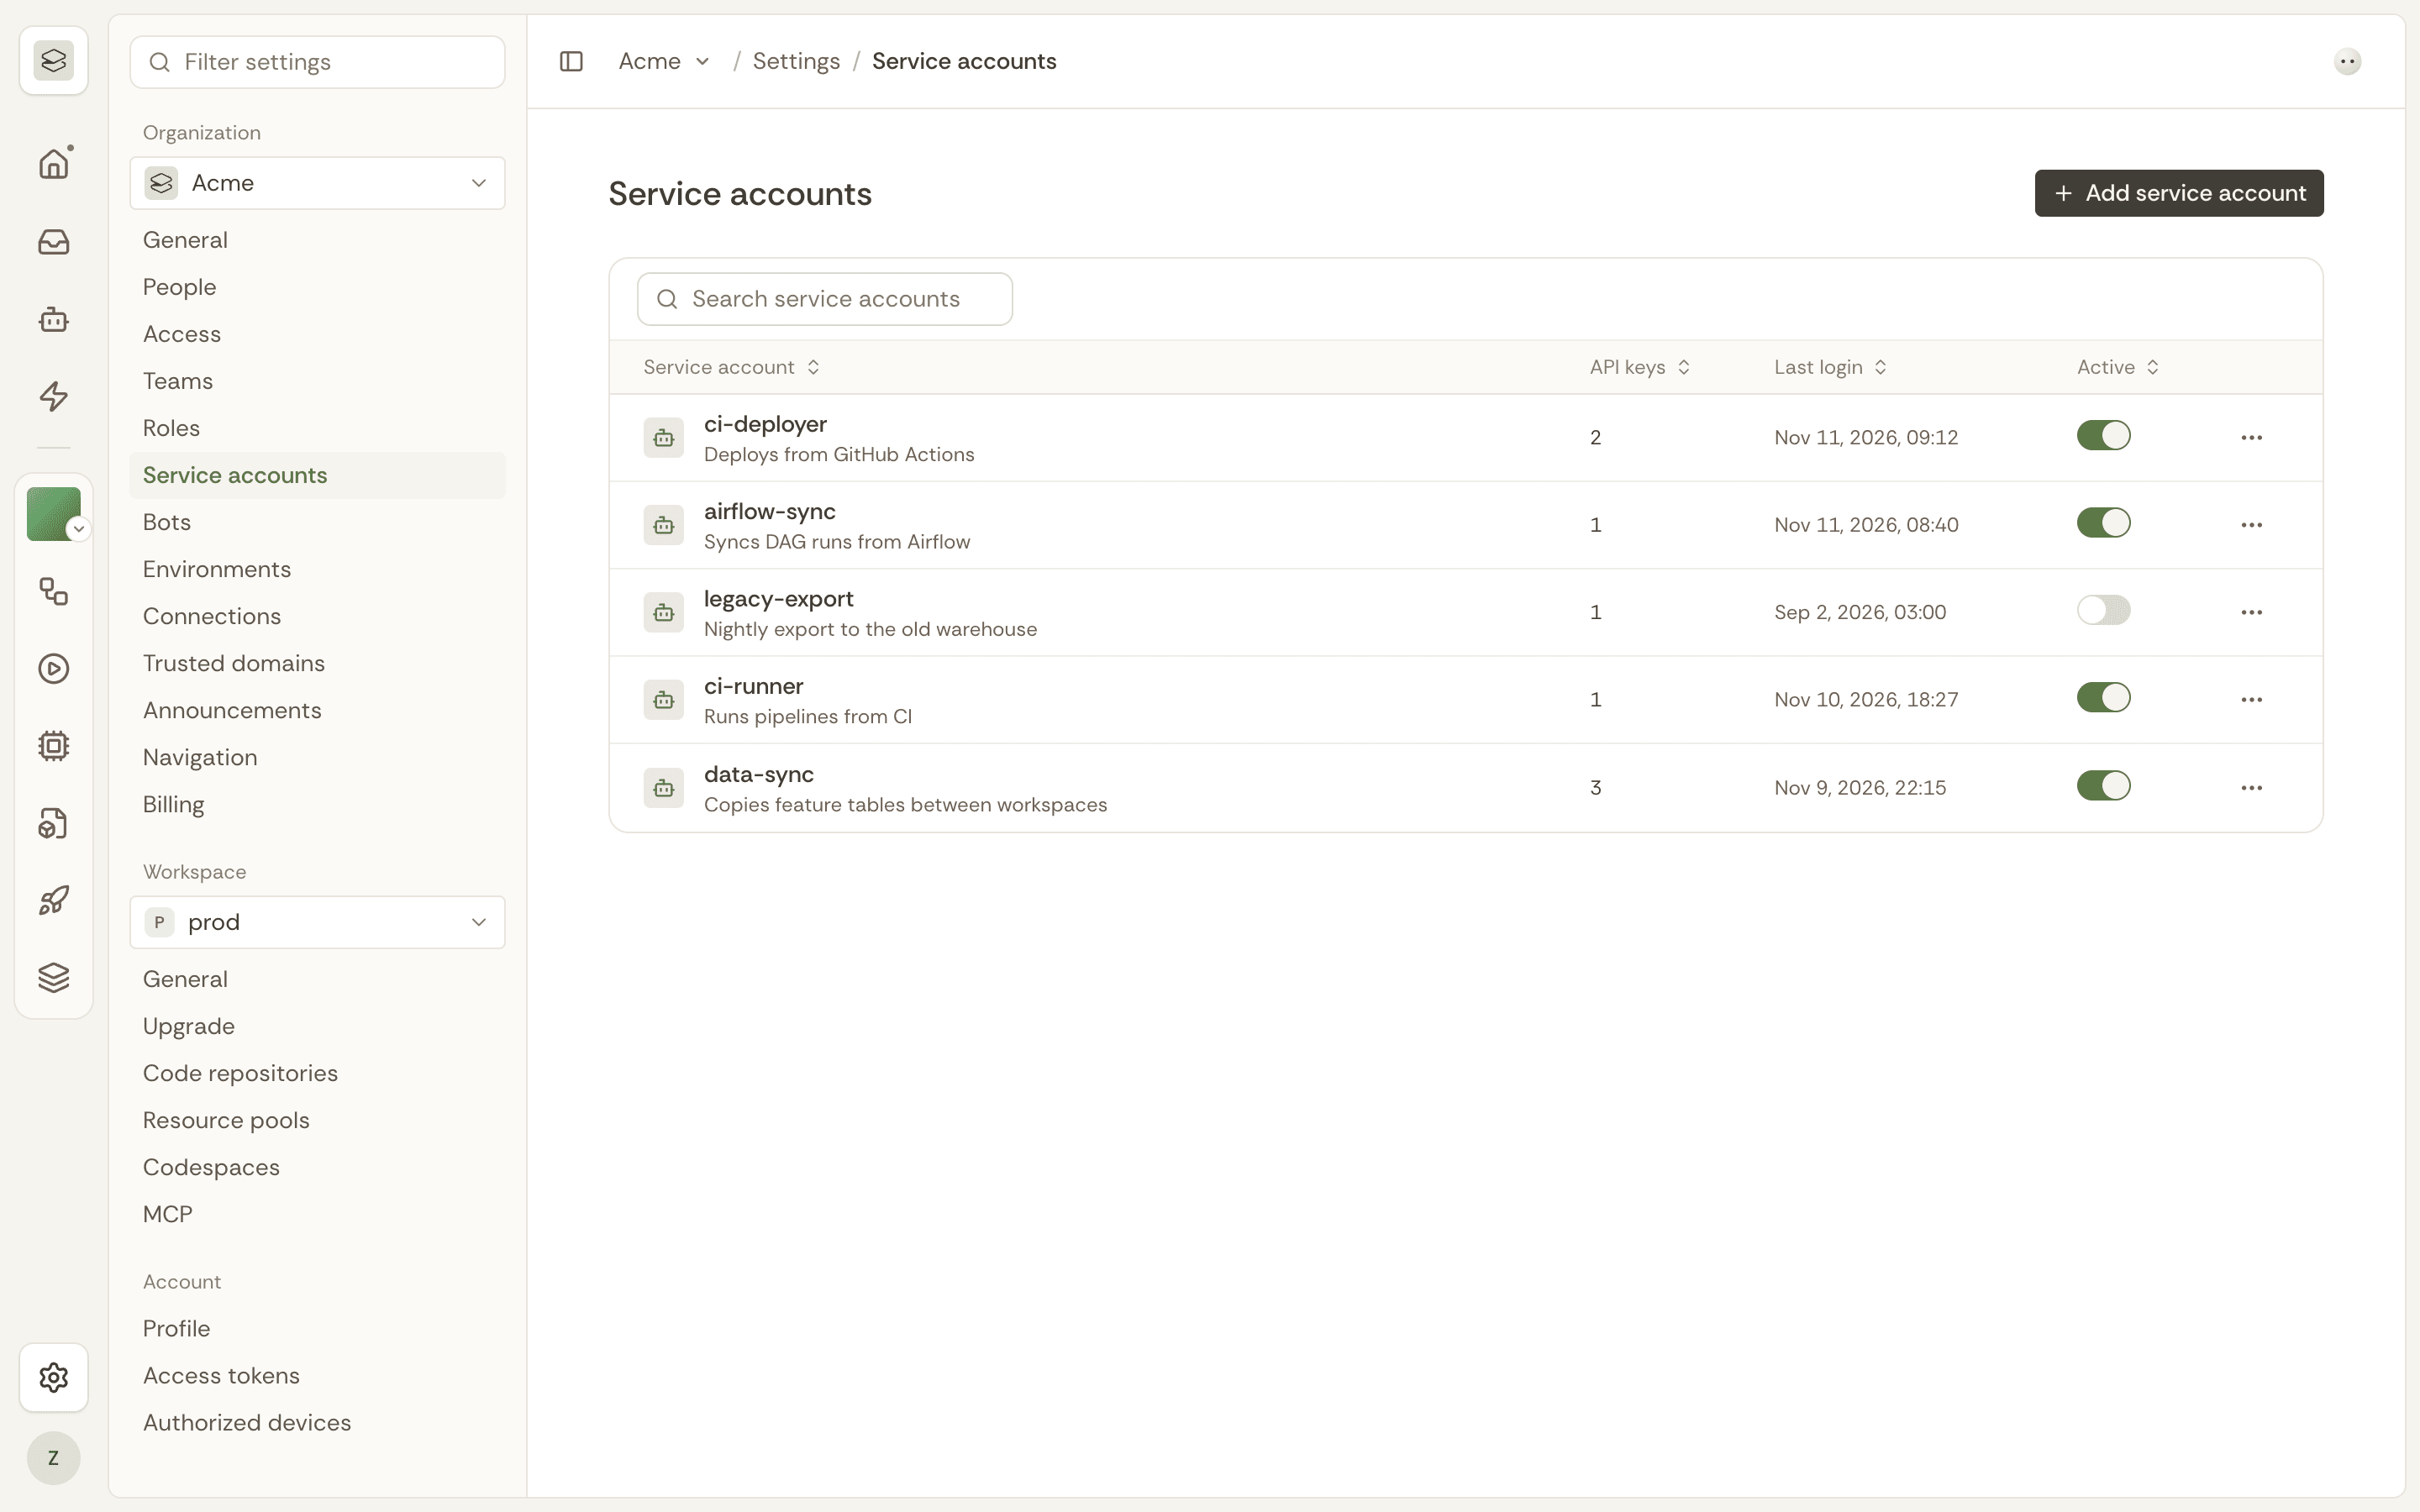 Filter settings
Organization
Acme
General
People
Access
Teams
Roles
Service accounts
Bots
Environments
Connections
Trusted domains
Announcements
Navigation
Billing
Workspace
P prod
General
Upgrade
Code repositories
Resource pools
Codespaces
MCP
Account
Profile
Access tokens
Authorized devices
Z
Acme / Settings / Service accounts
Service accounts
Add service account
Search service accounts
Service account API keys Last login Active
ci-deployer
Deploys from GitHub Actions
2 Nov 11, 2026, 09:12
airflow-sync
Syncs DAG runs from Airflow
1 Nov 11, 2026, 08:40
legacy-export
Nightly export to the old warehouse
1 Sep 2, 2026, 03:00
ci-runner
Runs pipelines from CI
1 Nov 10, 2026, 18:27
data-sync
Copies feature tables between workspaces
3 Nov 9, 2026, 22:15